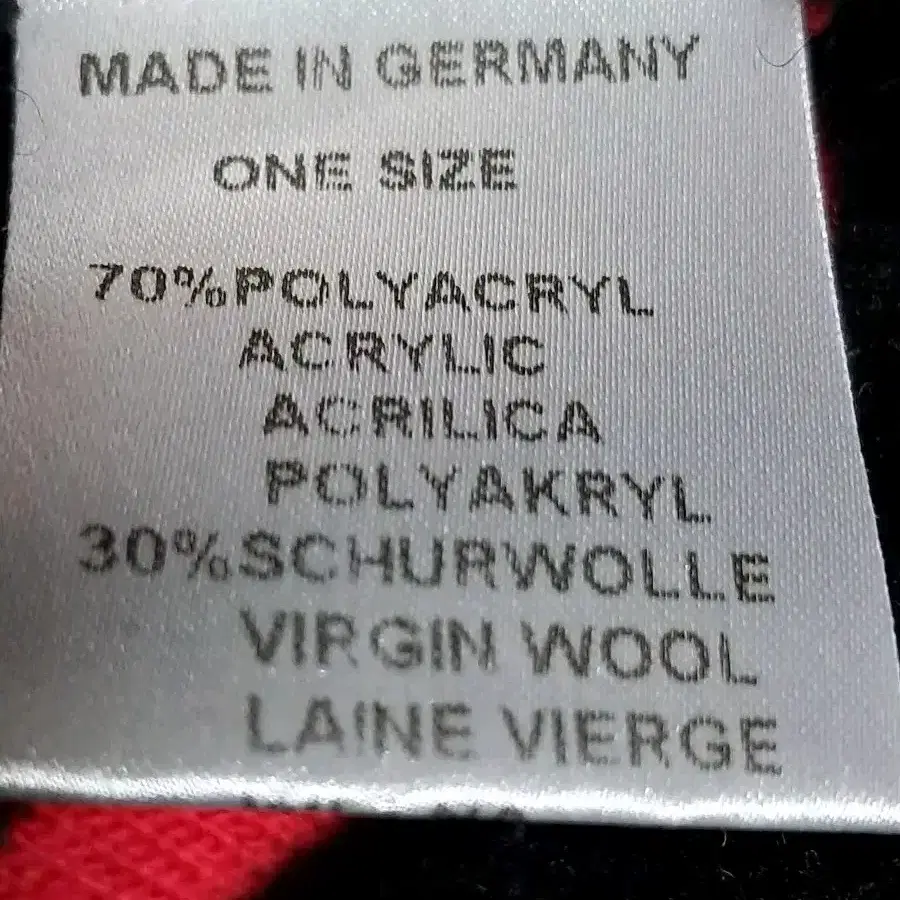 MADE IN GERMANY
ONE SIZE
70%POLYACRYL
ACRYLIC
ACRILICA
POLYAKRYL
30%SCHURWOLLE
VIRGIN WOOL
LAINE VIERGE